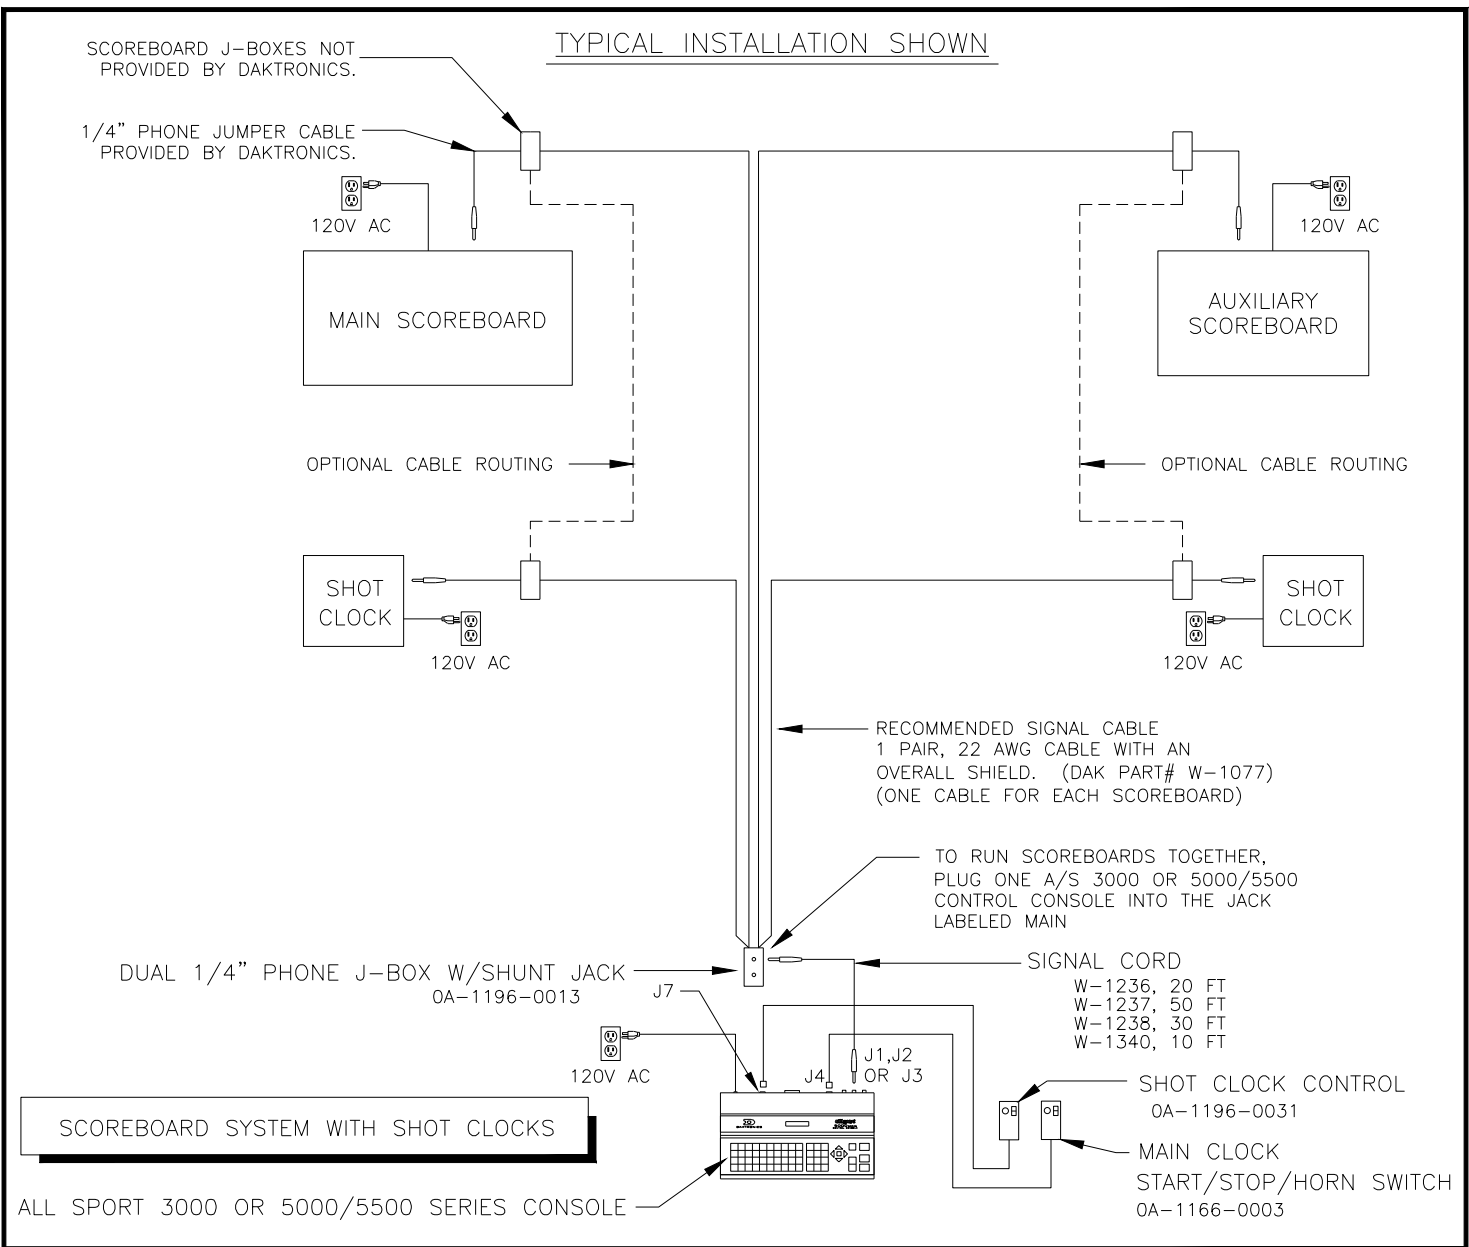 TYPICAL INSTALLATION SHOWN
SCOREBOARD J-BOXES NOT
PROVIDED BY DAKTRONICS.
1/4" PHONE JUMPER CABLE
PROVIDED BY DAKTRONICS.
120V AC
120V AC
MAIN SCOREBOARD
AUXILIARY
SCOREBOARD
OPTIONAL CABLE ROUTING
OPTIONAL CABLE ROUTING
SHOT
CLOCK
120V AC
SHOT
CLOCK
120V AC
RECOMMENDED SIGNAL CABLE
1 PAIR, 22 AWG CABLE WITH AN
OVERALL SHIELD. (DAK PART# W-1077)
(ONE CABLE FOR EACH SCOREBOARD)
TO RUN SCOREBOARDS TOGETHER,
PLUG ONE A/S 3000 OR 5000/5500
CONTROL CONSOLE INTO THE JACK
LABELED MAIN
DUAL 1/4" PHONE J-BOX W/SHUNT JACK
0A-1196-0013
SIGNAL CORD
W-1236, 20 FT
W-1237, 50 FT
W-1238, 30 FT
W-1340, 10 FT
J7
120V AC
J4
J1,J2
OR J3
SHOT CLOCK CONTROL
0A-1196-0031
MAIN CLOCK
START/STOP/HORN SWITCH
0A-1166-0003
DAKTRONICS
SCOREBOARD SYSTEM WITH SHOT CLOCKS
ALL SPORT 3000 OR 5000/5500 SERIES CONSOLE